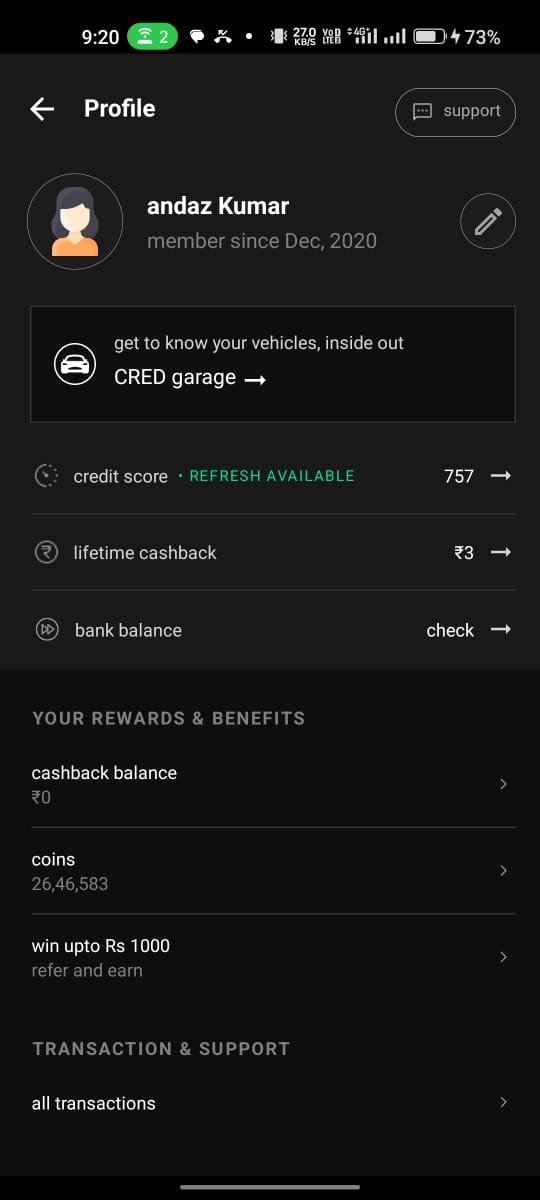 9:20 2 27.0 KB/S VoD LTED 4G+ 73%
Profile
support
andaz Kumar
member since Dec, 2020
get to know your vehicles, inside out
CRED garage →
credit score • REFRESH AVAILABLE 757 →
lifetime cashback ₹3 →
bank balance check →
YOUR REWARDS & BENEFITS
cashback balance
₹0
coins
26,46,583
win upto Rs 1000
refer and earn
TRANSACTION & SUPPORT
all transactions